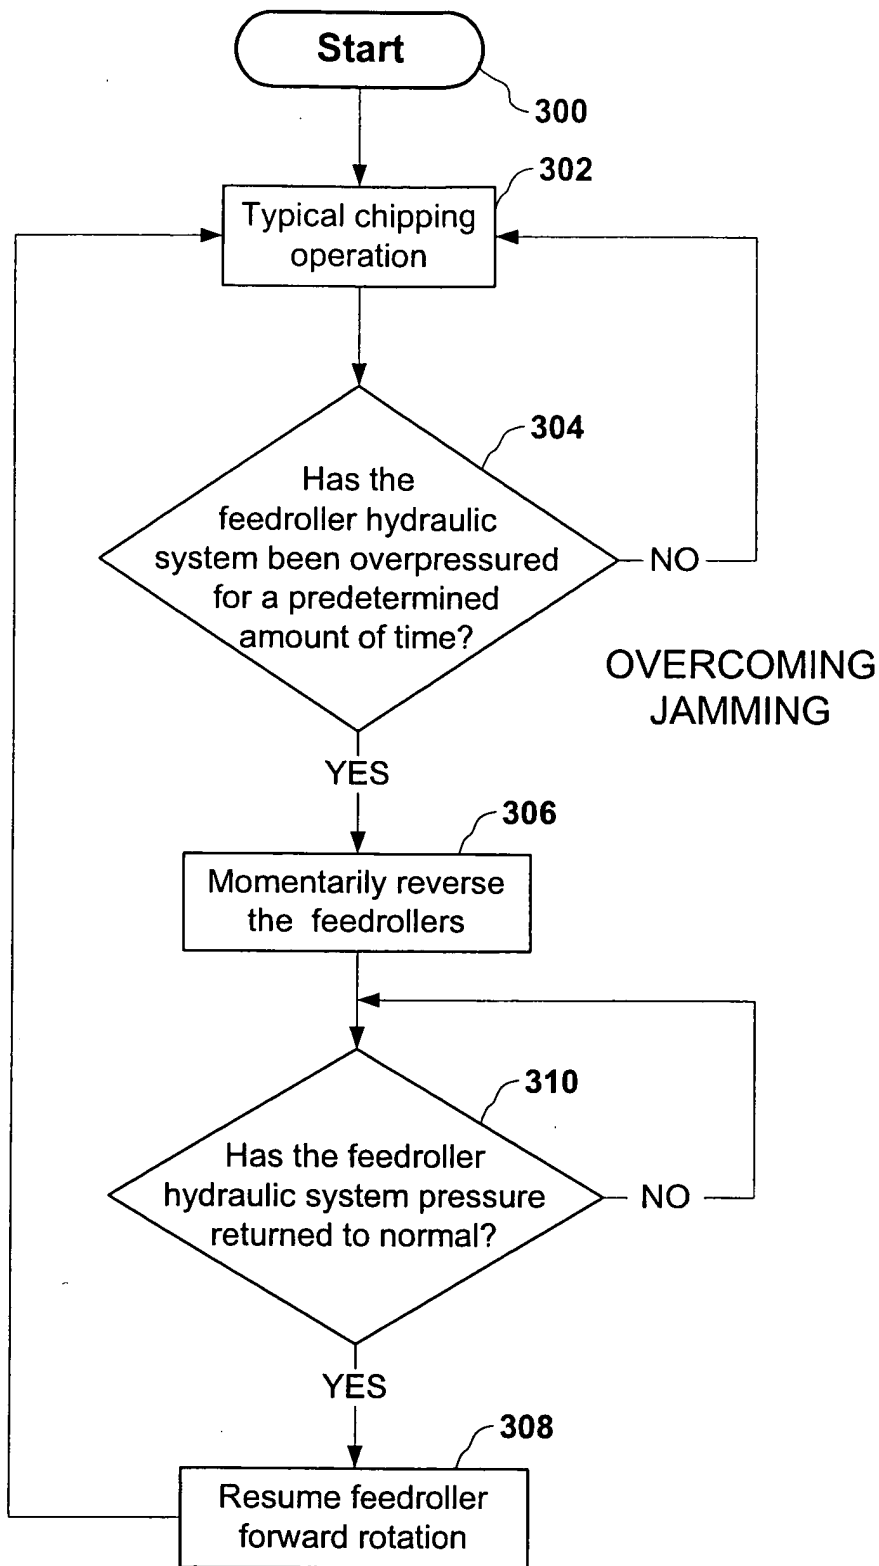 Start
300
302
Typical chipping
operation
304
Has the
feedroller hydraulic
system been overpressured
for a predetermined
amount of time?
NO
OVERCOMING
JAMMING
YES
306
Momentarily reverse
the feedrollers
310
Has the feedroller
hydraulic system pressure
returned to normal?
NO
YES
308
Resume feedroller
forward rotation